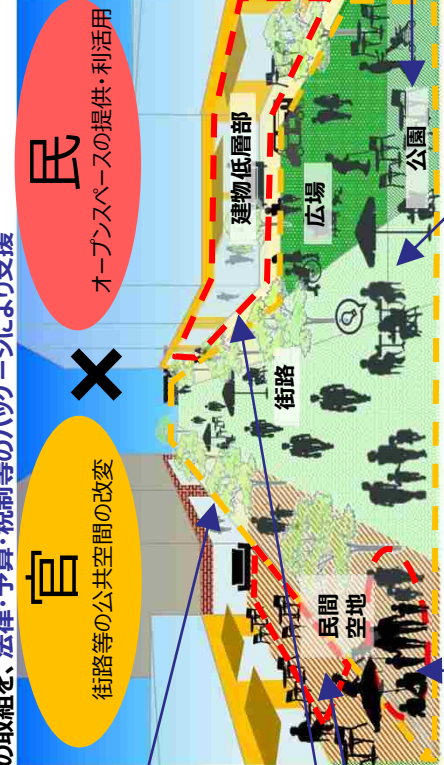 の取組を、法律・予算・税制等のパッケージにより支援
官
街路等の公共空間の改変
×
民
オープンスペースの提供・利活用
建物低層部
広場
公園
街路
民間
空地